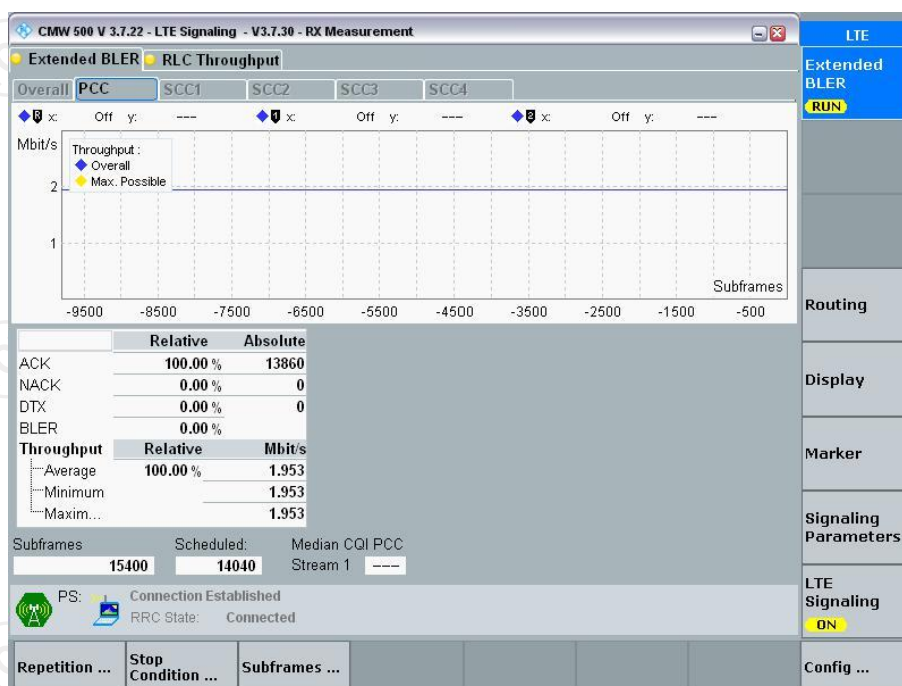 CMW 500 V 3.7.22 - LTE Signaling - V3.7.30 - RX Measurement
LTE
Extended BLER RLC Throughput
Extended
BLER
RUN
Overall PCC SCC1 SCC2 SCC3 SCC4
R x: Off y: --- 1 x: Off y: --- 2 x: Off y: ---
Mbit/s
Throughput :
Overall
Max. Possible
2
1
Subframes
-9500 -8500 -7500 -6500 -5500 -4500 -3500 -2500 -1500 -500
Routing
Relative Absolute
ACK 100.00 % 13860
NACK 0.00 % 0
DTX 0.00 % 0
BLER 0.00 %
Display
Throughput Relative Mbit/s
Average 100.00 % 1.953
Minimum 1.953
Maxim... 1.953
Marker
Subframes Scheduled: Median CQI PCC
15400 14040 Stream 1 ---
Signaling
Parameters
PS: Connection Established
RRC State: Connected
LTE
Signaling
ON
Repetition ... Stop
Condition ... Subframes ... Config ...